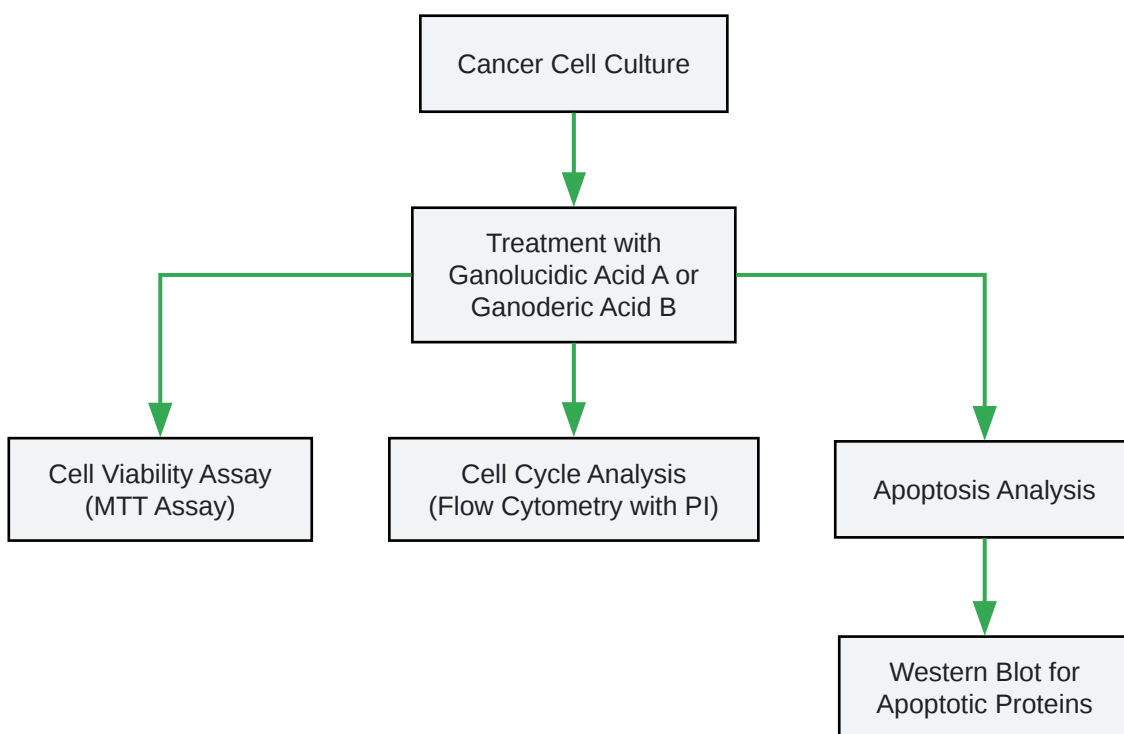 Cancer Cell Culture
Treatment with
Ganolucidic Acid A or
Ganoderic Acid B
Cell Viability Assay
(MTT Assay)
Cell Cycle Analysis
(Flow Cytometry with PI)
Apoptosis Analysis
Western Blot for
Apoptotic Proteins